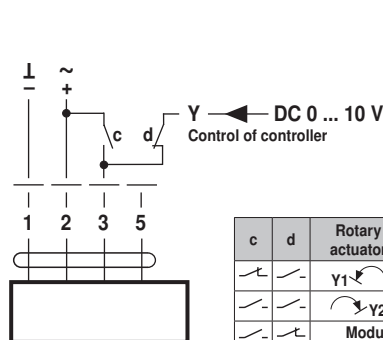 ⊥ ~
– +
Y DC 0 ... 10 V
c d Control of controller
1 2 3 5
c d Rotary
actuator
Y1
Y2
Modu